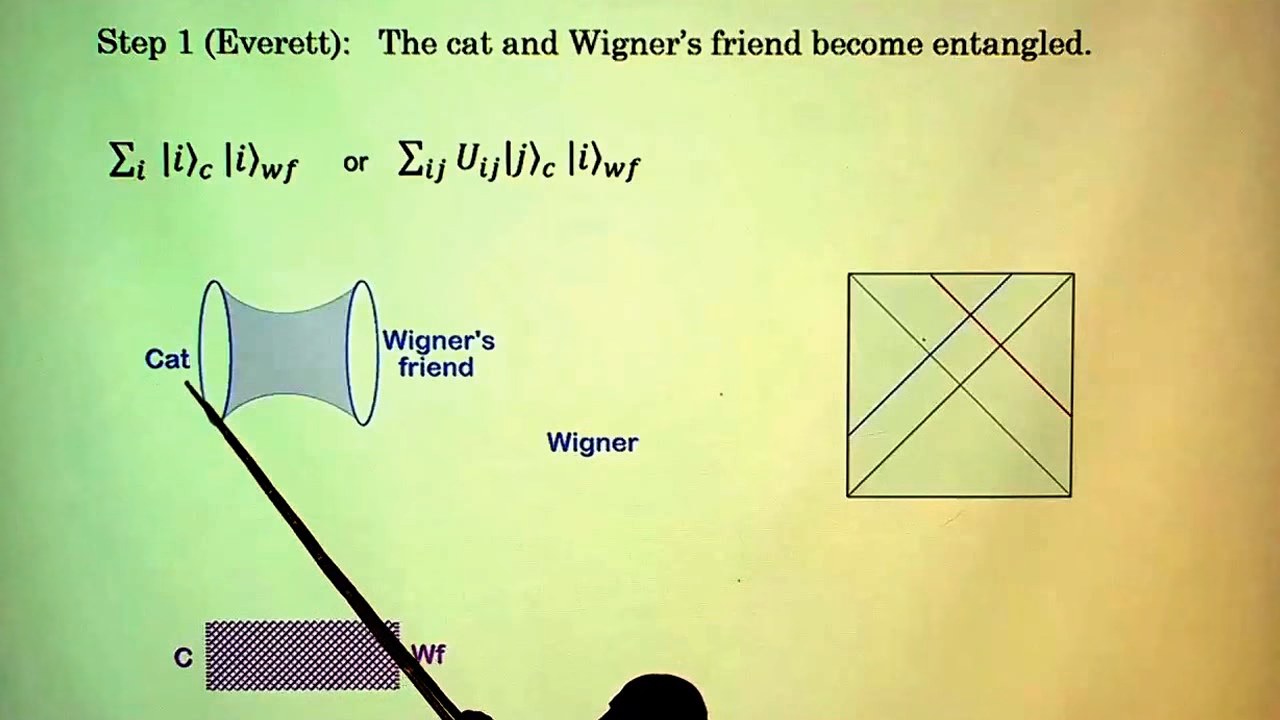 Step 1 (Everett): The cat and Wigner's friend become entangled.
∑i |i⟩c |i⟩wf or ∑ij Uij|j⟩c |i⟩wf
Cat
Wigner's
friend
Wigner
C
Wf